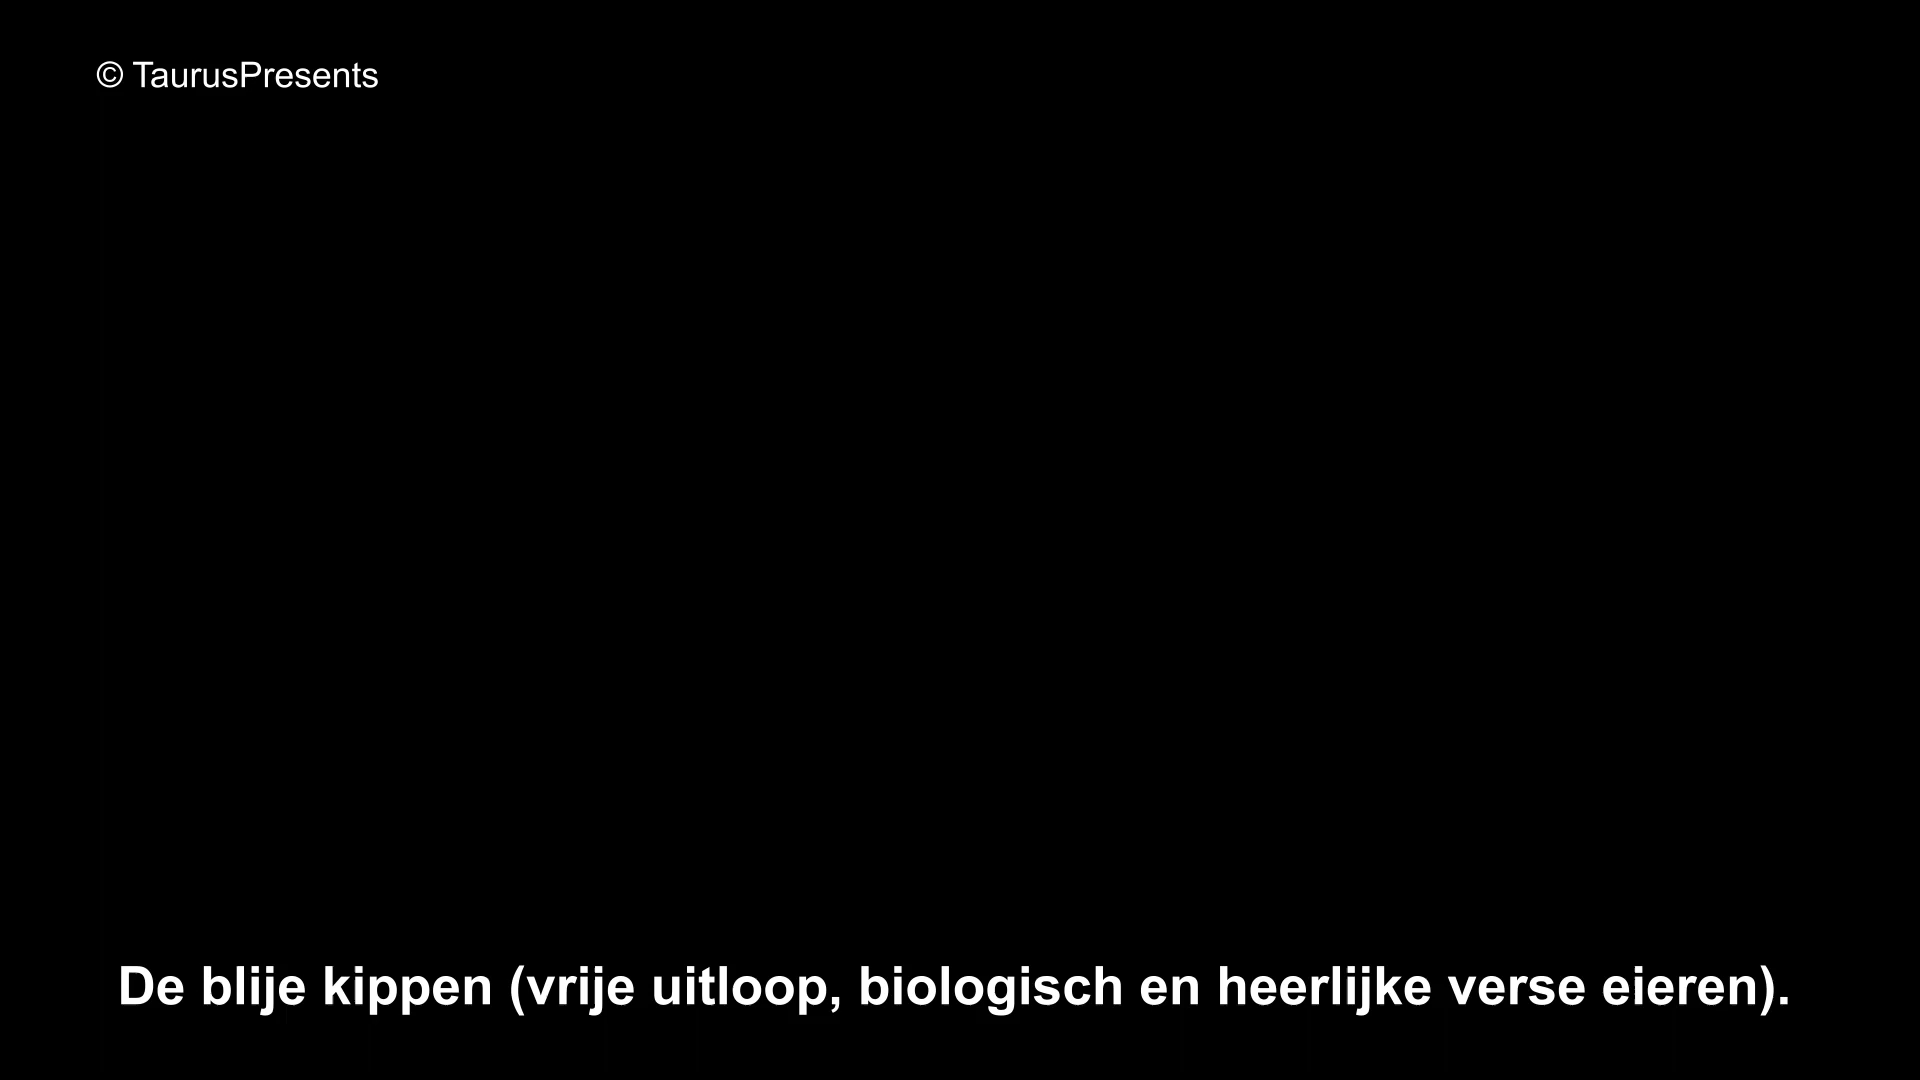 © TaurusPresents
De blije kippen (vrije uitloop, biologisch en heerlijke verse eieren).